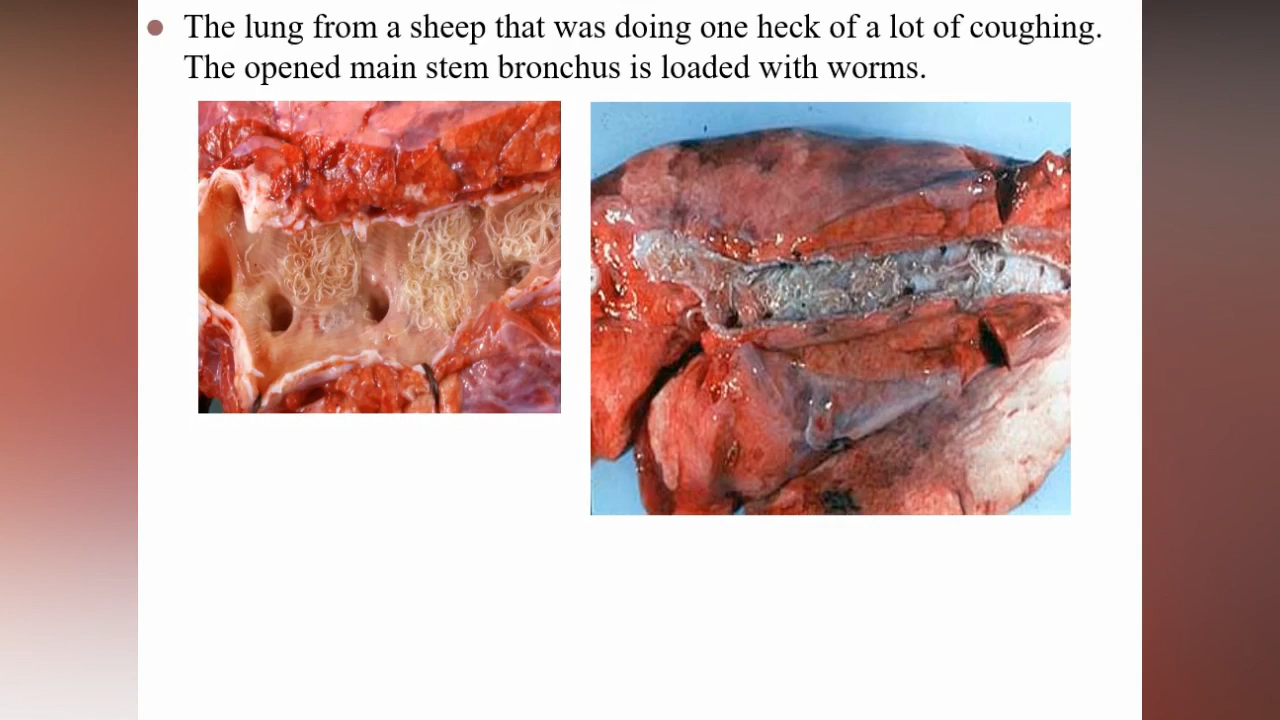 The lung from a sheep that was doing one heck of a lot of coughing.
The opened main stem bronchus is loaded with worms.